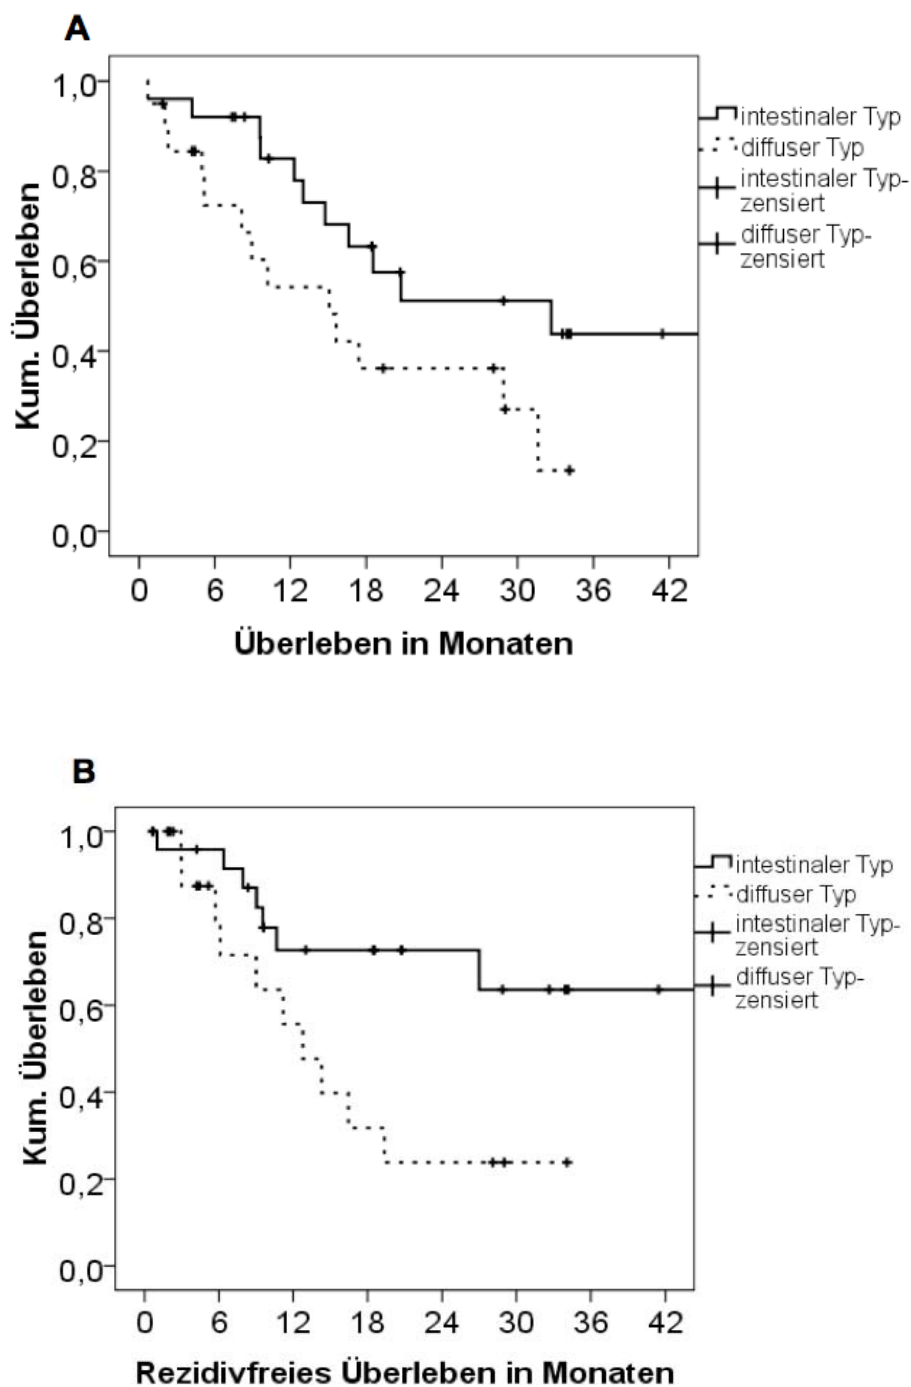 A
Kum. Überleben
1,0
0,8
0,6
0,4
0,2
0,0
0 6 12 18 24 30 36 42
Überleben in Monaten
intestinaler Typ
diffuser Typ
intestinaler Typ-
zensiert
diffuser Typ-
zensiert
B
Kum. Überleben
1,0
0,8
0,6
0,4
0,2
0,0
0 6 12 18 24 30 36 42
Rezidivfreies Überleben in Monaten
intestinaler Typ
diffuser Typ
intestinaler Typ-
zensiert
diffuser Typ-
zensiert